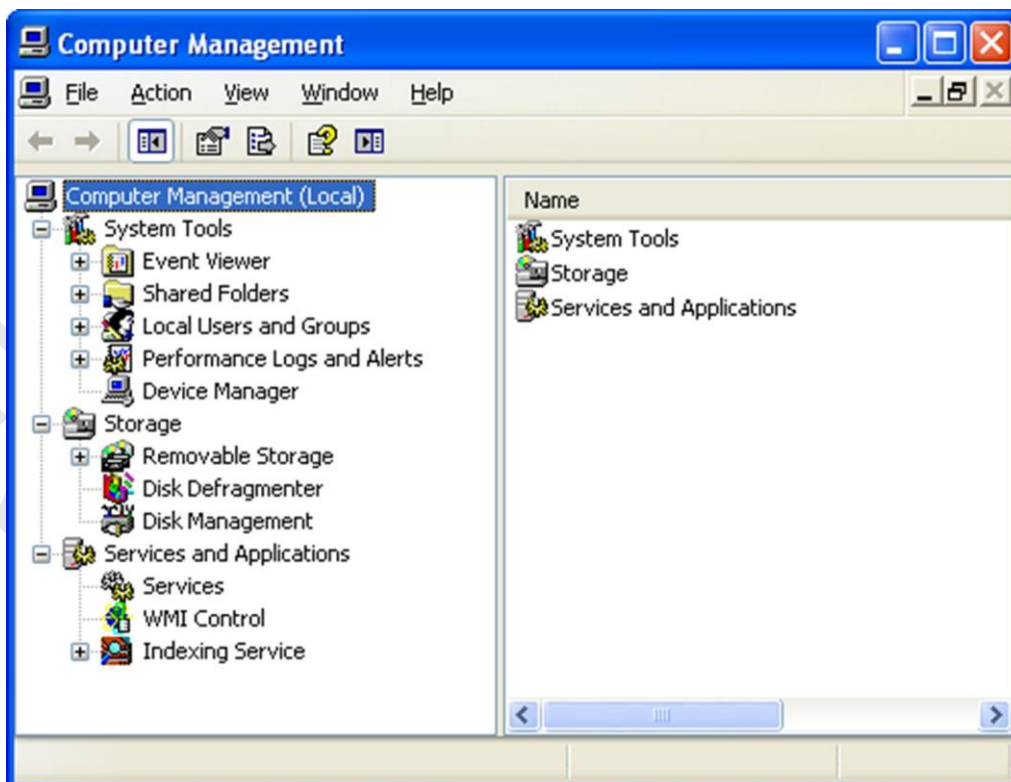 Computer Management
File Action View Window Help
Computer Management (Local)
System Tools
Event Viewer
Shared Folders
Local Users and Groups
Performance Logs and Alerts
Device Manager
Storage
Removable Storage
Disk Defragmenter
Disk Management
Services and Applications
Services
WMI Control
Indexing Service
Name
System Tools
Storage
Services and Applications